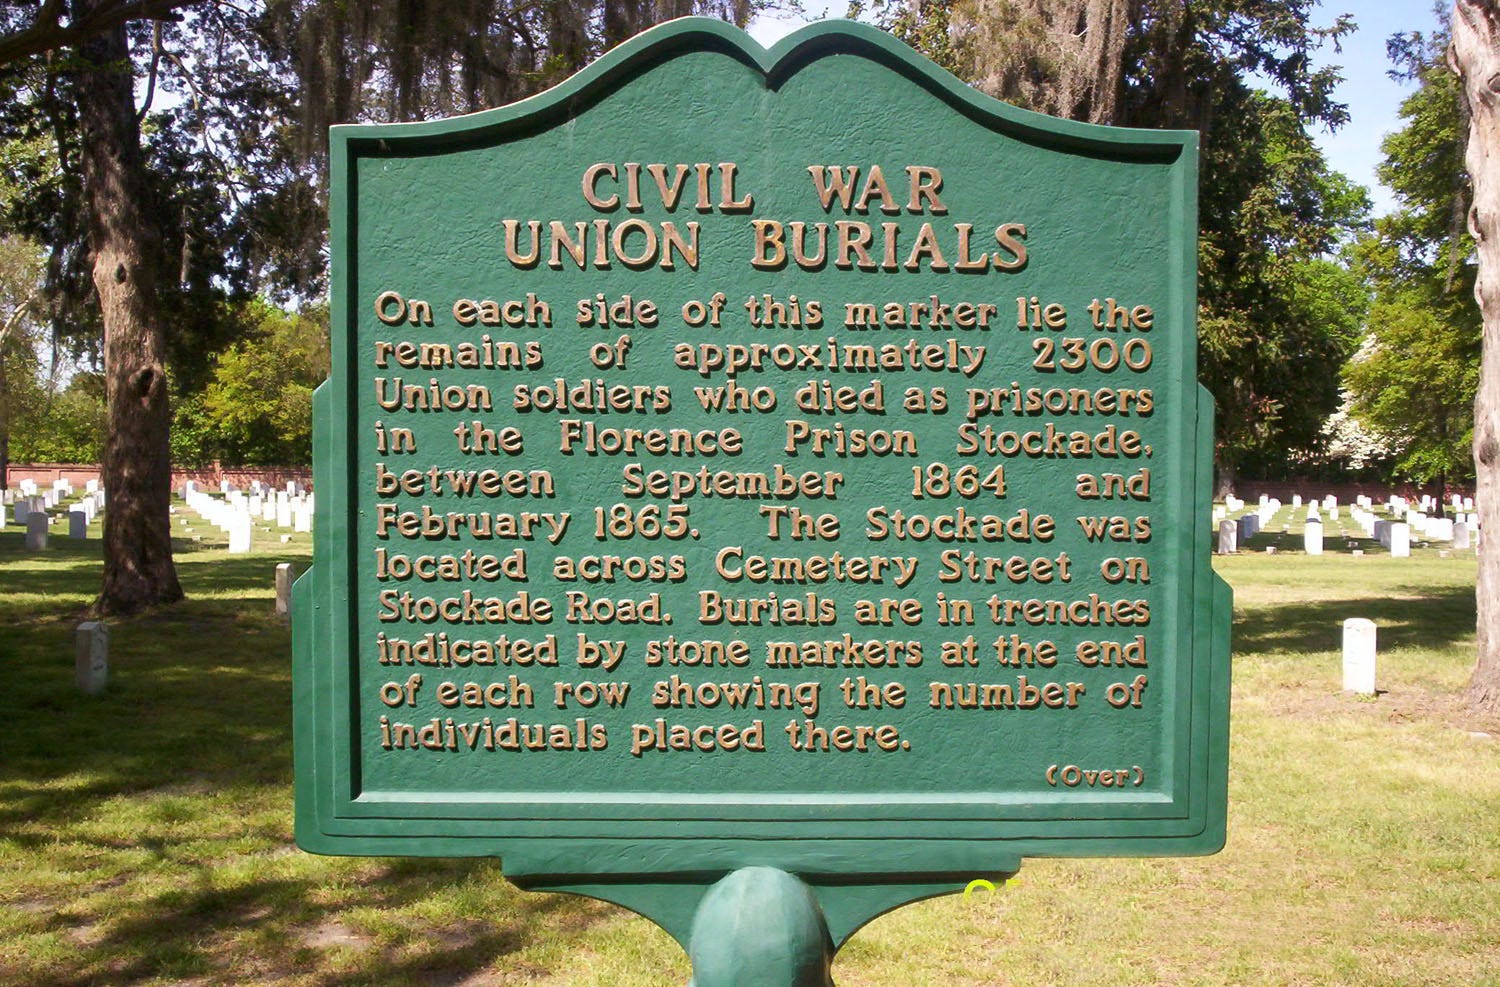 CIVIL WAR
UNION BURIALS
On each side of this marker lie the
remains of approximately 2300
Union soldiers who died as prisoners
in the Florence Prison Stockade,
between September 1864 and
February 1865. The Stockade was
located across Cemetery Street on
Stockade Road. Burials are in trenches
indicated by stone markers at the end
of each row showing the number of
individuals placed there.
(Over)